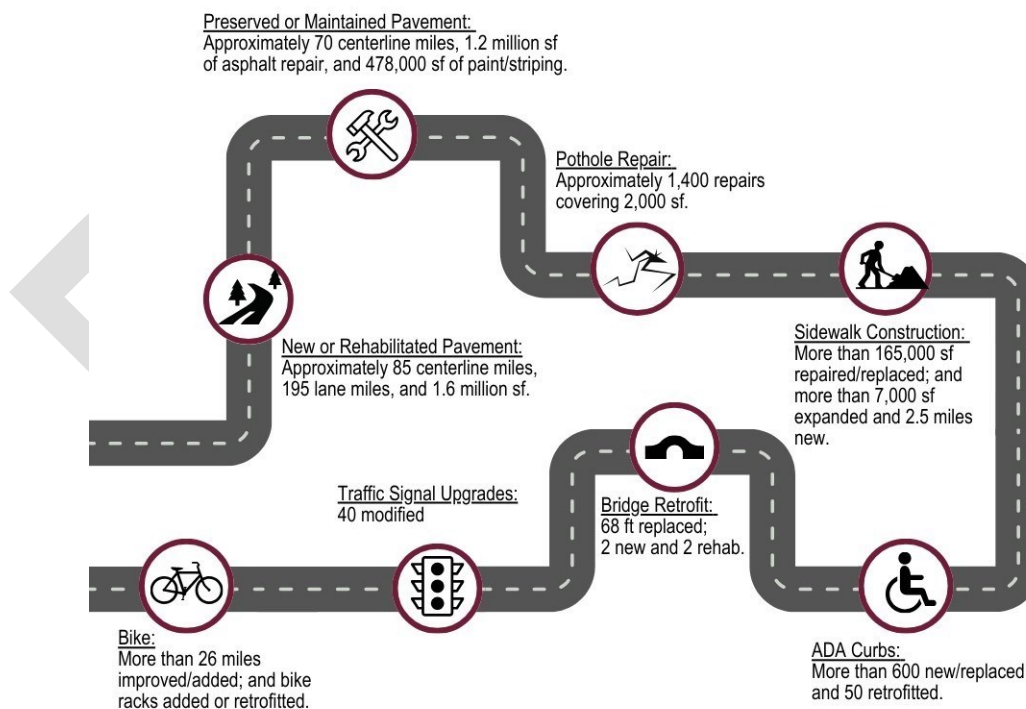 Preserved or Maintained Pavement:
Approximately 70 centerline miles, 1.2 million sf
of asphalt repair, and 478,000 sf of paint/striping.
Pothole Repair:
Approximately 1,400 repairs
covering 2,000 sf.
New or Rehabilitated Pavement:
Approximately 85 centerline miles,
195 lane miles, and 1.6 million sf.
Sidewalk Construction:
More than 165,000 sf
repaired/replaced; and
more than 7,000 sf
expanded and 2.5 miles
new.
Traffic Signal Upgrades:
40 modified
Bridge Retrofit:
68 ft replaced;
2 new and 2 rehab.
Bike:
More than 26 miles
improved/added; and bike
racks added or retrofitted.
ADA Curbs:
More than 600 new/replaced
and 50 retrofitted.